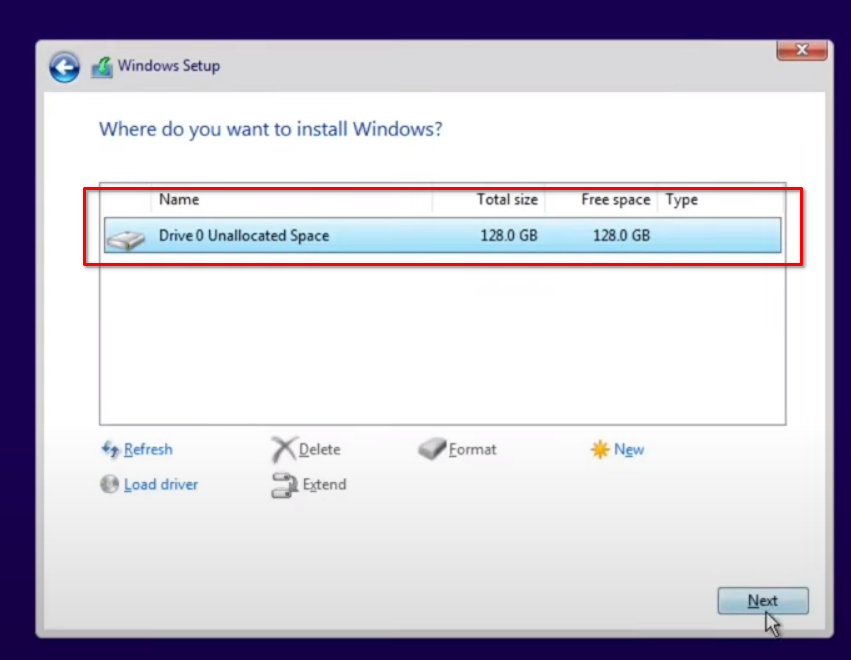 Windows Setup
Where do you want to install Windows?
Name Total size Free space Type
Drive 0 Unallocated Space 128.0 GB 128.0 GB
Refresh Delete Format New
Load driver Extend
Next